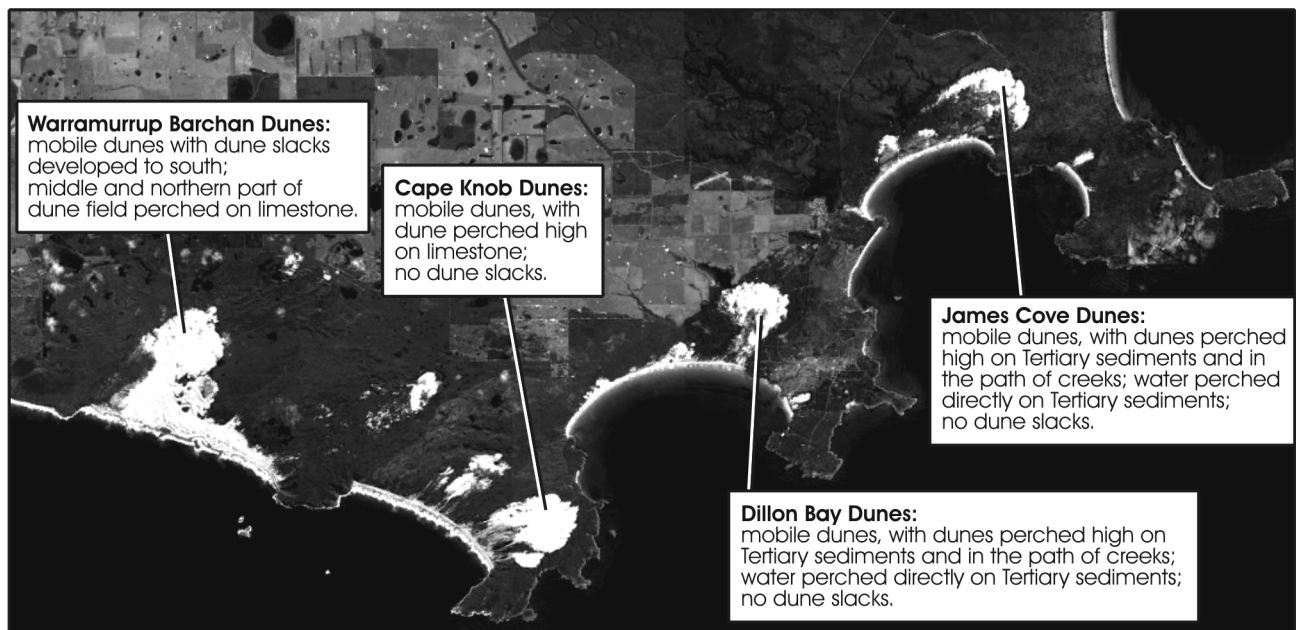 Warramurrup Barchan Dunes:
mobile dunes with dune slacks
developed to south;
middle and northern part of
dune field perched on limestone.
Cape Knob Dunes:
mobile dunes, with
dune perched high
on limestone;
no dune slacks.
James Cove Dunes:
mobile dunes, with dunes perched
high on Tertiary sediments and in
the path of creeks; water perched
directly on Tertiary sediments;
no dune slacks.
Dillon Bay Dunes:
mobile dunes, with dunes perched high on
Tertiary sediments and in the path of creeks;
water perched directly on Tertiary sediments;
no dune slacks.